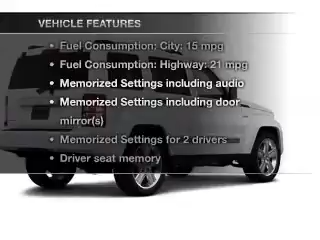 VEHICLE FEATURES
• Fuel Consumption: City: 15 mpg
• Fuel Consumption: Highway: 21 mpg
• Memorized Settings including audio
• Memorized Settings including door
mirror(s)
• Memorized Settings for 2 drivers
• Driver seat memory